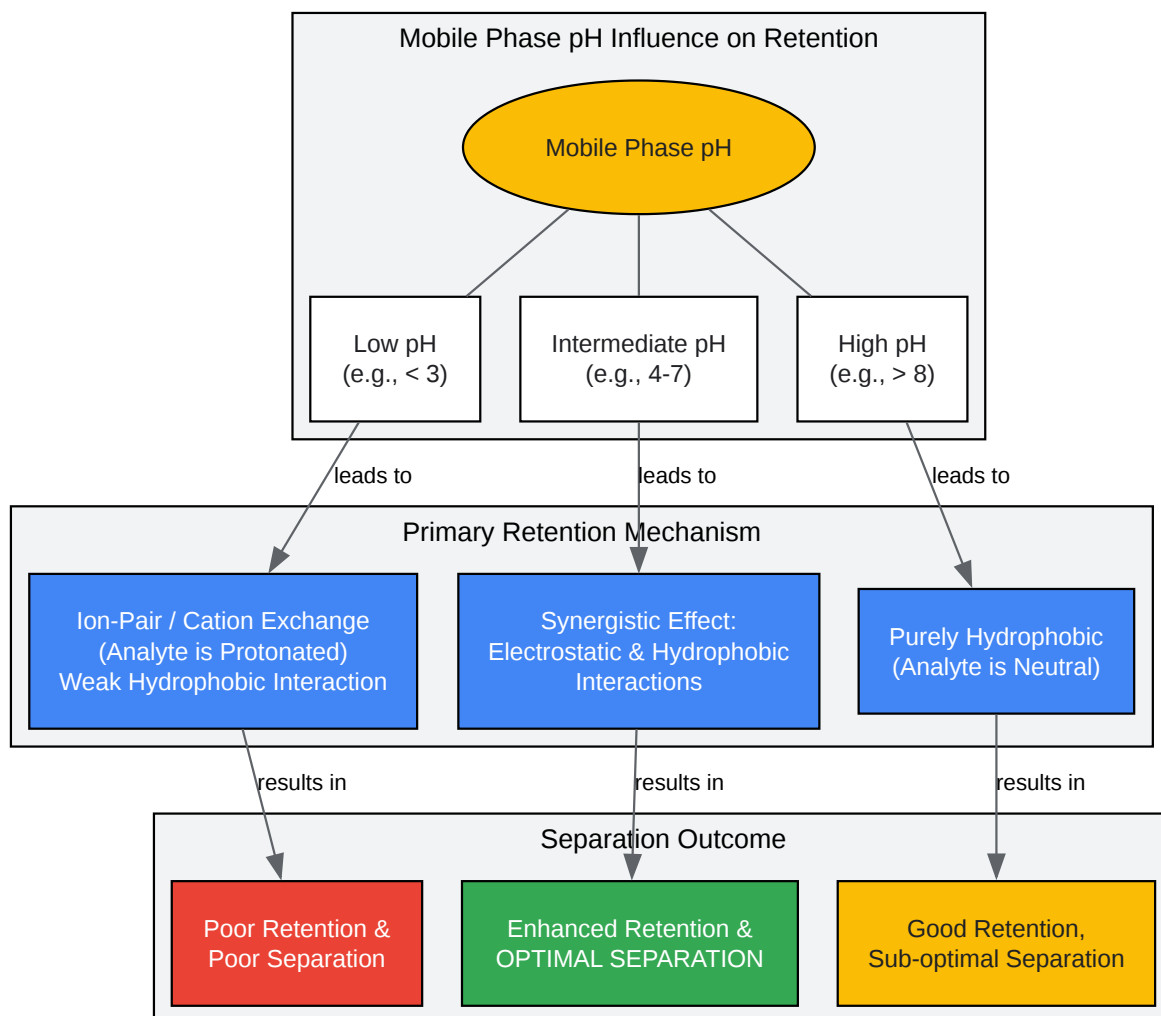 Mobile Phase pH Influence on Retention
Mobile Phase pH
Low pH
(e.g., < 3)
Intermediate pH
(e.g., 4-7)
High pH
(e.g., > 8)
leads to
leads to
leads to
Primary Retention Mechanism
Ion-Pair / Cation Exchange
(Analyte is Protonated)
Weak Hydrophobic Interaction
Synergistic Effect:
Electrostatic & Hydrophobic
Interactions
Purely Hydrophobic
(Analyte is Neutral)
results in
results in
results in
Separation Outcome
Poor Retention &
Poor Separation
Enhanced Retention &
OPTIMAL SEPARATION
Good Retention,
Sub-optimal Separation